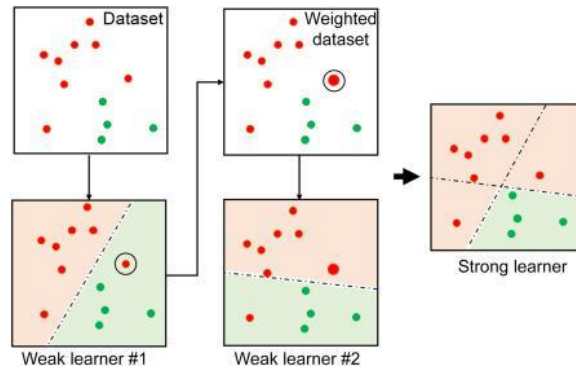 Dataset
Weighted
dataset
Weak learner #1
Weak learner #2
Strong learner